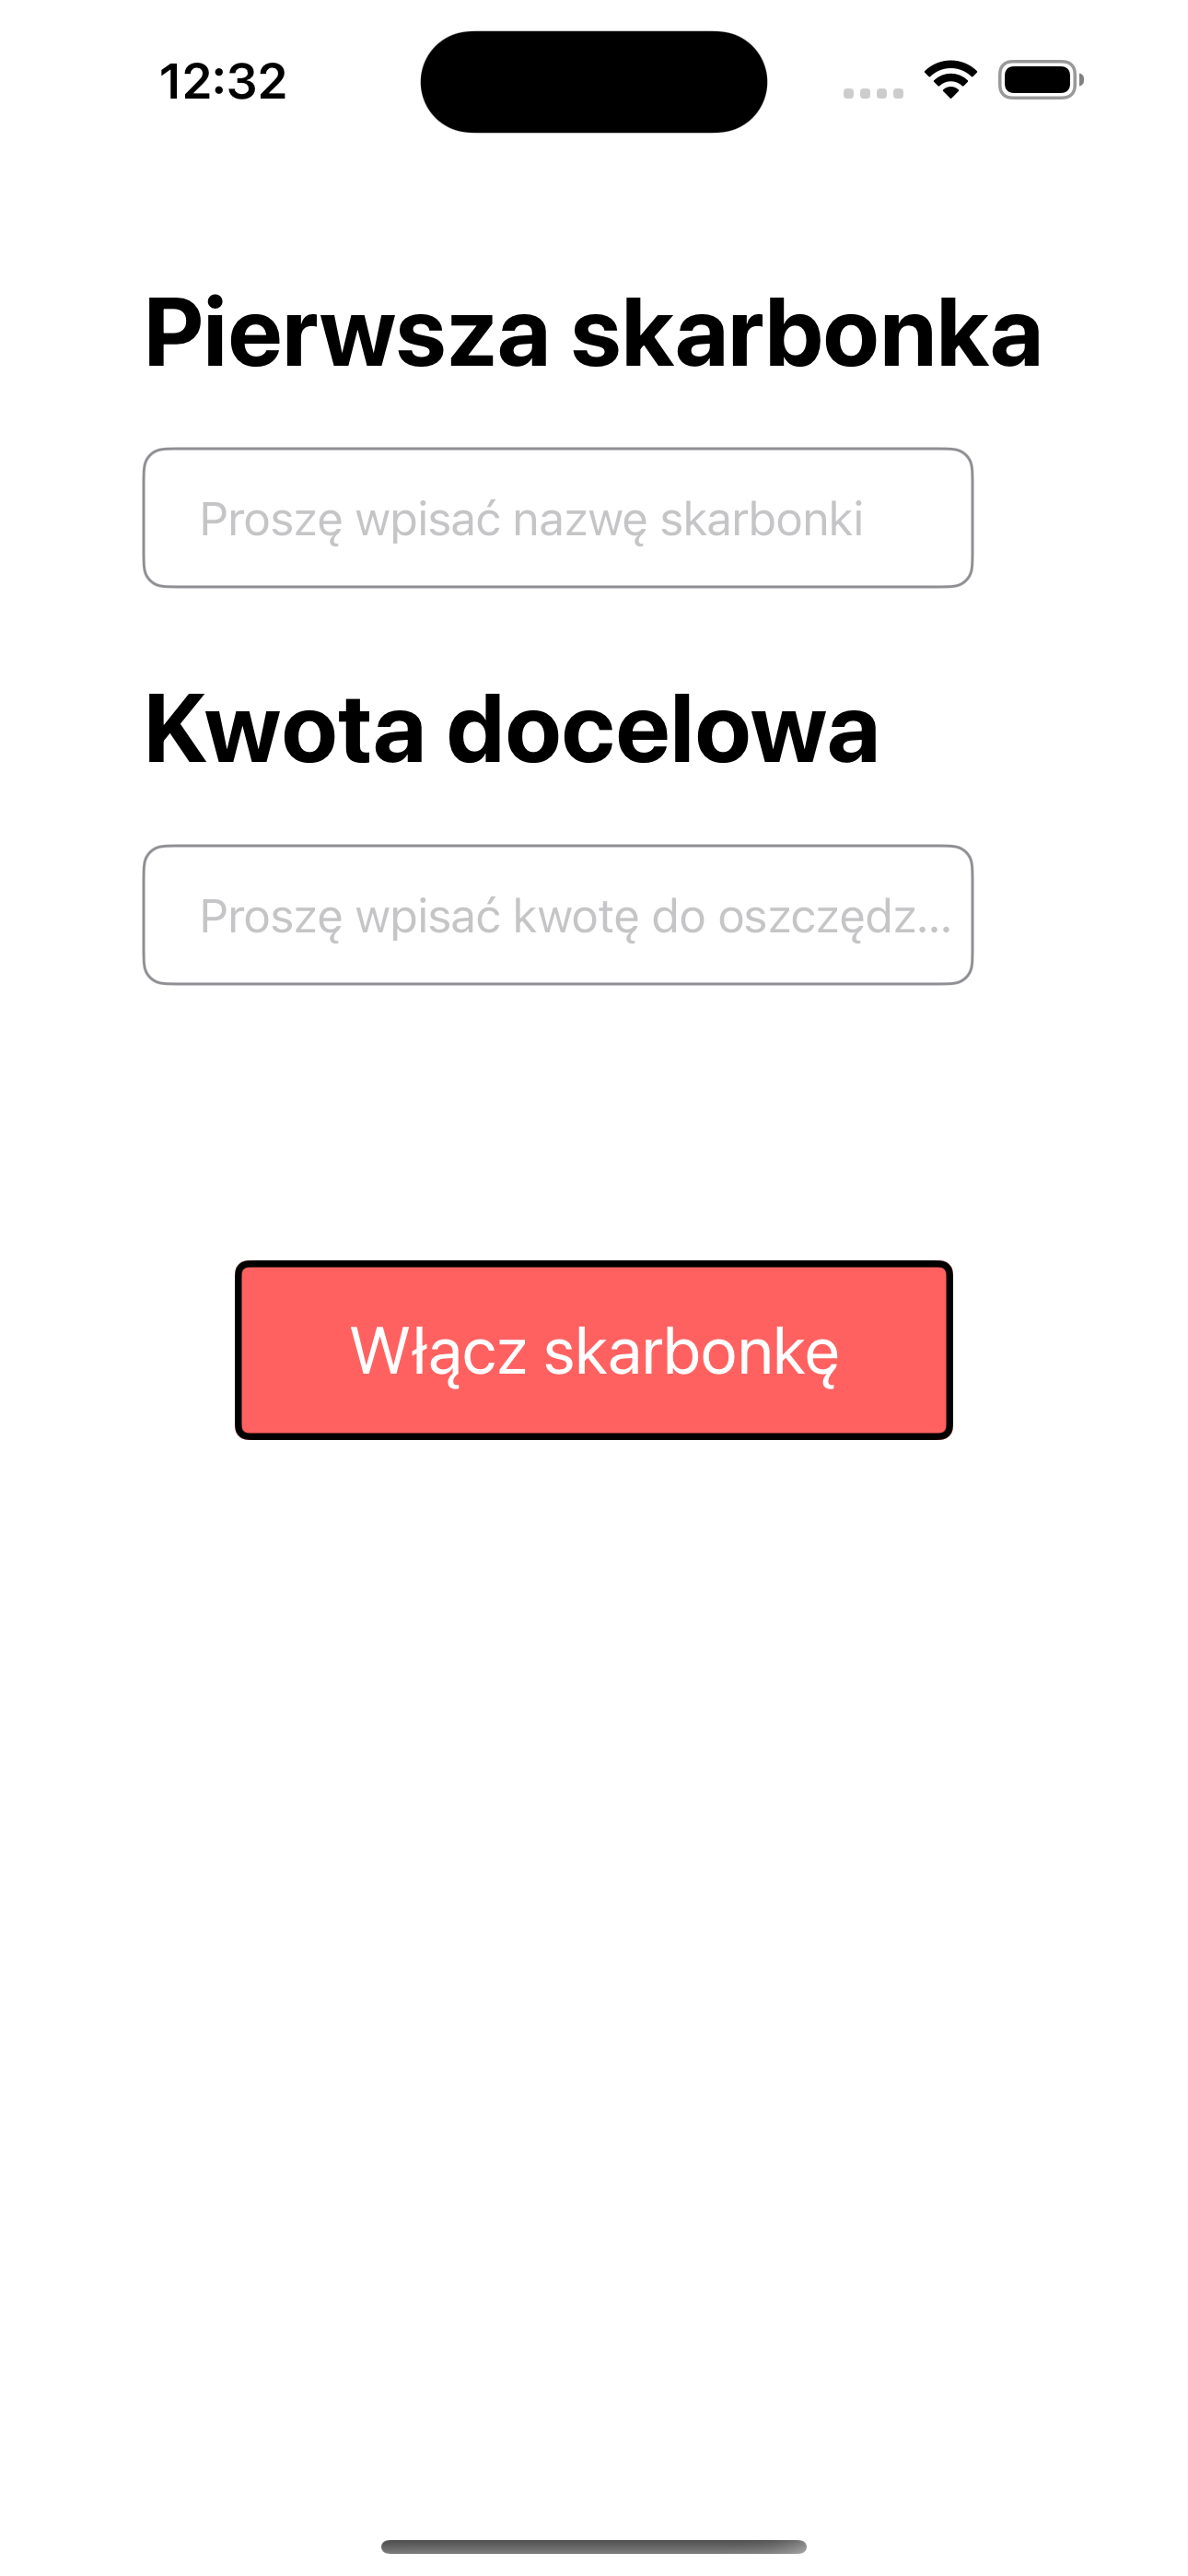 12:32
Pierwsza skarbonka
Proszę wpisać nazwę skarbonki
Kwota docelowa
Proszę wpisać kwotę do oszczędz...
Włącz skarbonkę